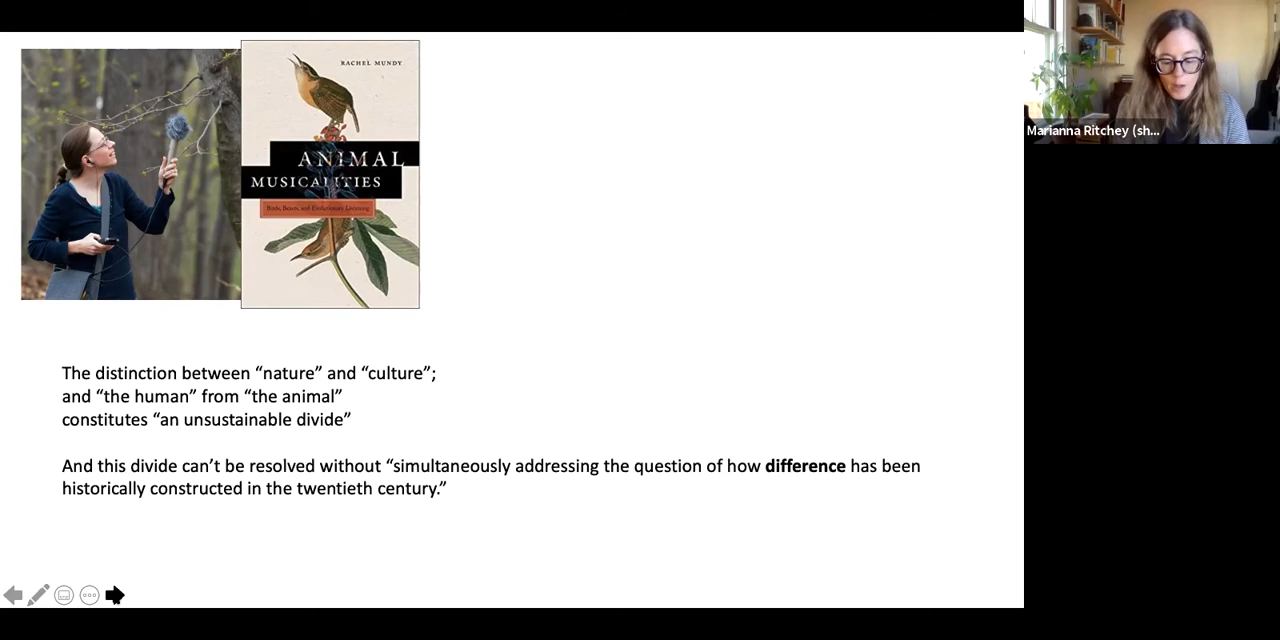 RACHEL MUNDY
ANIMAL
MUSICALITIES
Birds, Beasts, and Evolutionary Listening
Marianna Ritchey (sh...
The distinction between “nature” and “culture”;
and “the human” from “the animal”
constitutes “an unsustainable divide”
And this divide can’t be resolved without “simultaneously addressing the question of how difference has been
historically constructed in the twentieth century.”